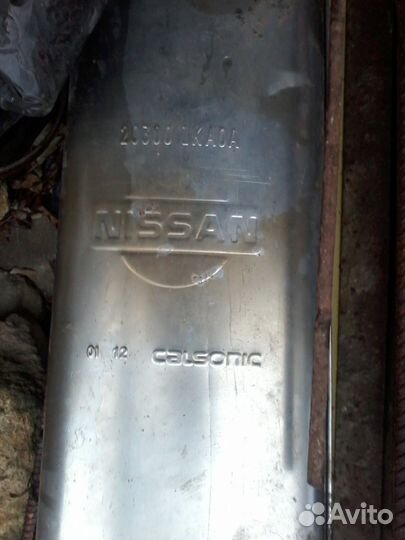 20300 1KA0A
NISSAN
01 12 calsonic
Avito